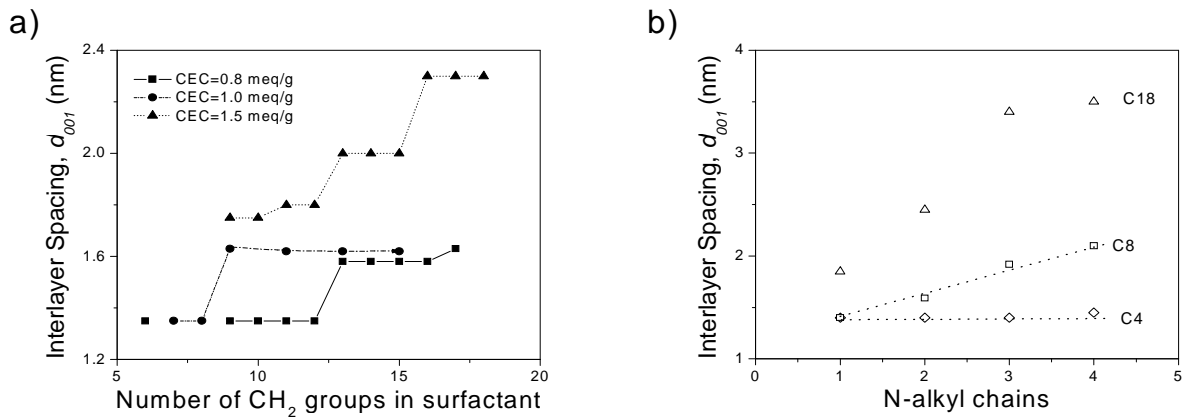 a)
Interlayer Spacing, d001 (nm)
2.4
2.0
1.6
1.2
CEC=0.8 meq/g
CEC=1.0 meq/g
CEC=1.5 meq/g
5 10 15 20
Number of CH2 groups in surfactant
b)
Interlayer Spacing, d001 (nm)
4
3
2
1
C18
C8
C4
0 1 2 3 4 5
N-alkyl chains